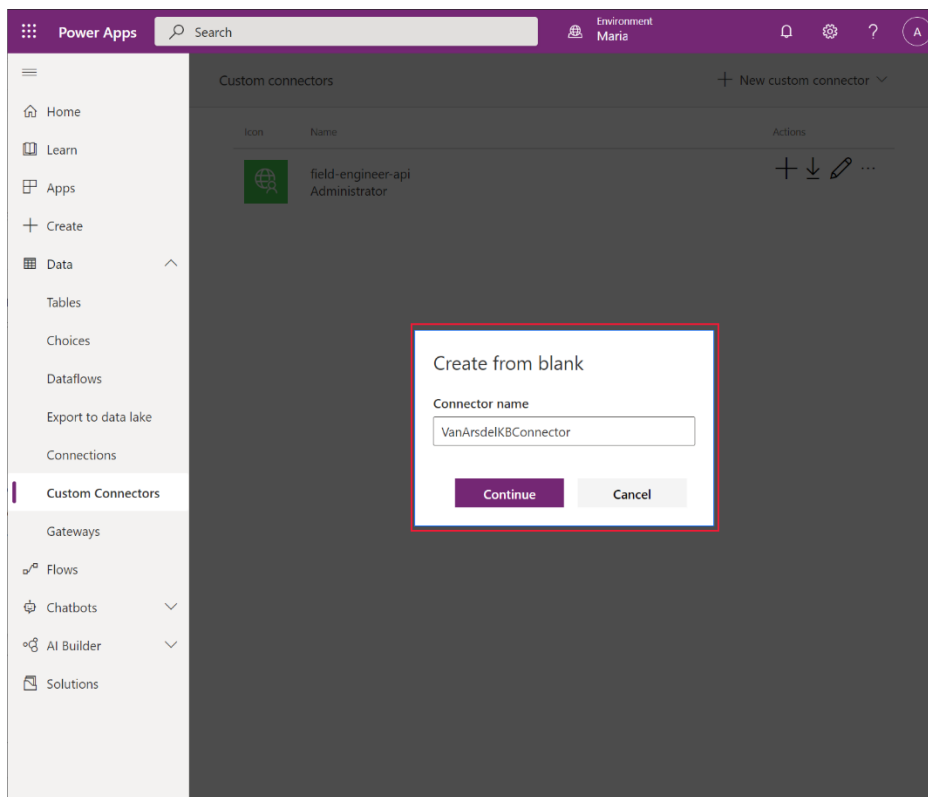 Power Apps
Search
Environment
Maria
?
A
Home
Learn
Apps
Create
Data
Tables
Choices
Dataflows
Export to data lake
Connections
Custom Connectors
Gateways
Flows
Chatbots
AI Builder
Solutions
Custom connectors
New custom connector
Icon Name Actions
field-engineer-api
Administrator
...
Create from blank
Connector name
VanArsdelKBConnector
Continue Cancel